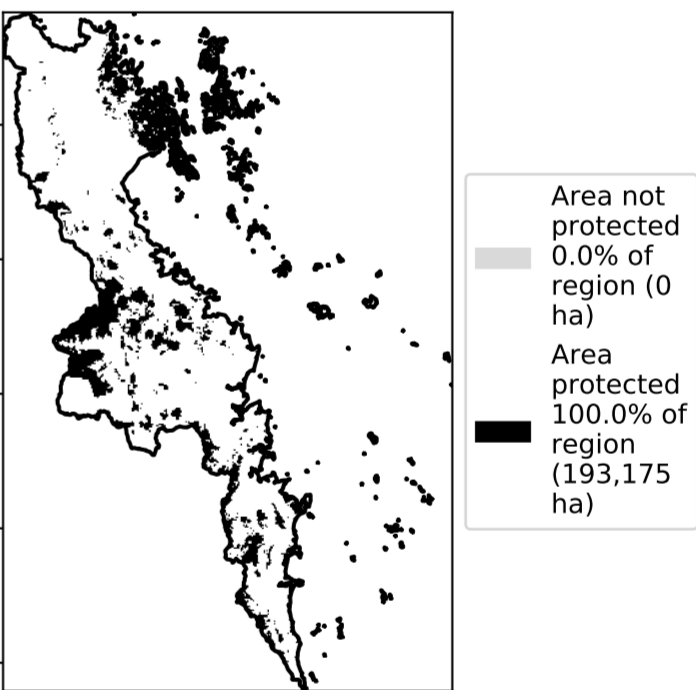 Area not
protected
0.0% of
region (0
ha)
Area
protected
100.0% of
region
(193,175
ha)